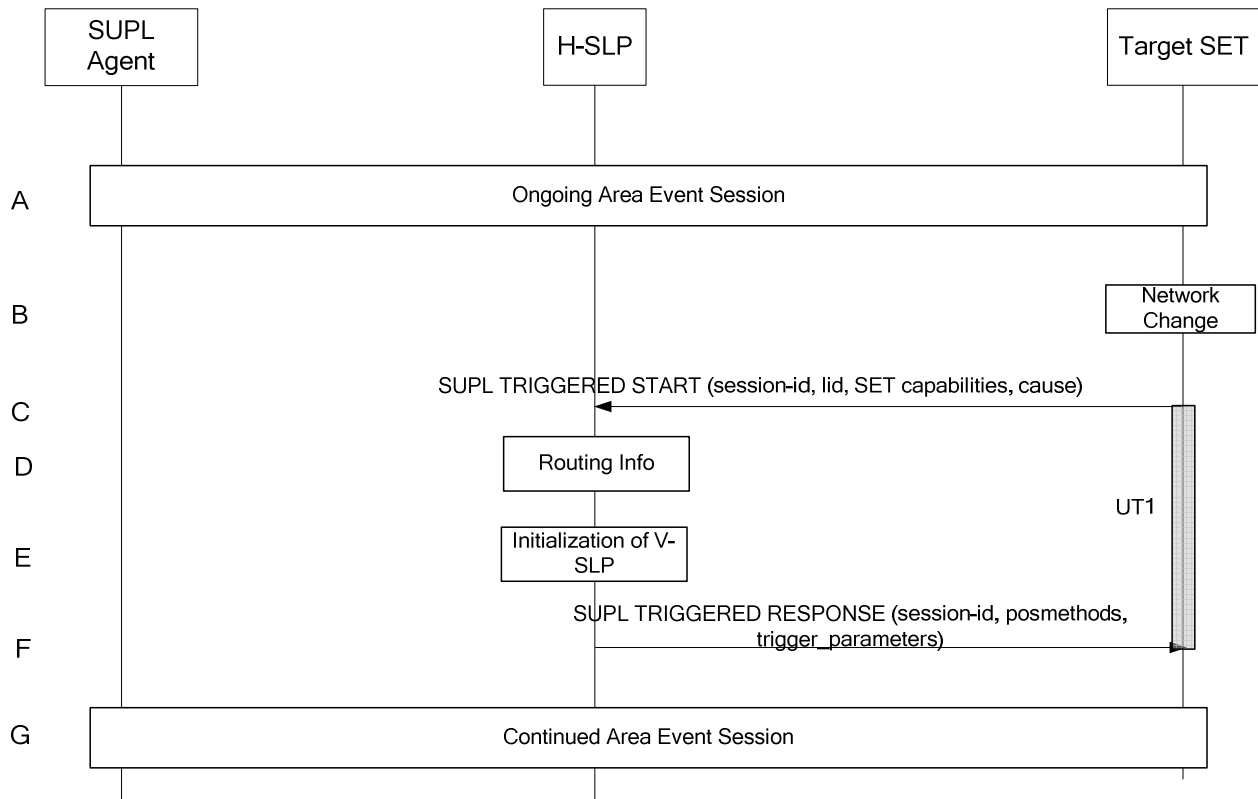 SUPL
Agent
H-SLP
Target SET
A
Ongoing Area Event Session
B
Network
Change
SUPL TRIGGERED START (session-id, lid, SET capabilities, cause)
C
D
Routing Info
UT1
E
Initialization of V-
SLP
SUPL TRIGGERED RESPONSE (session-id, posmethods,
trigger_parameters)
F
G
Continued Area Event Session